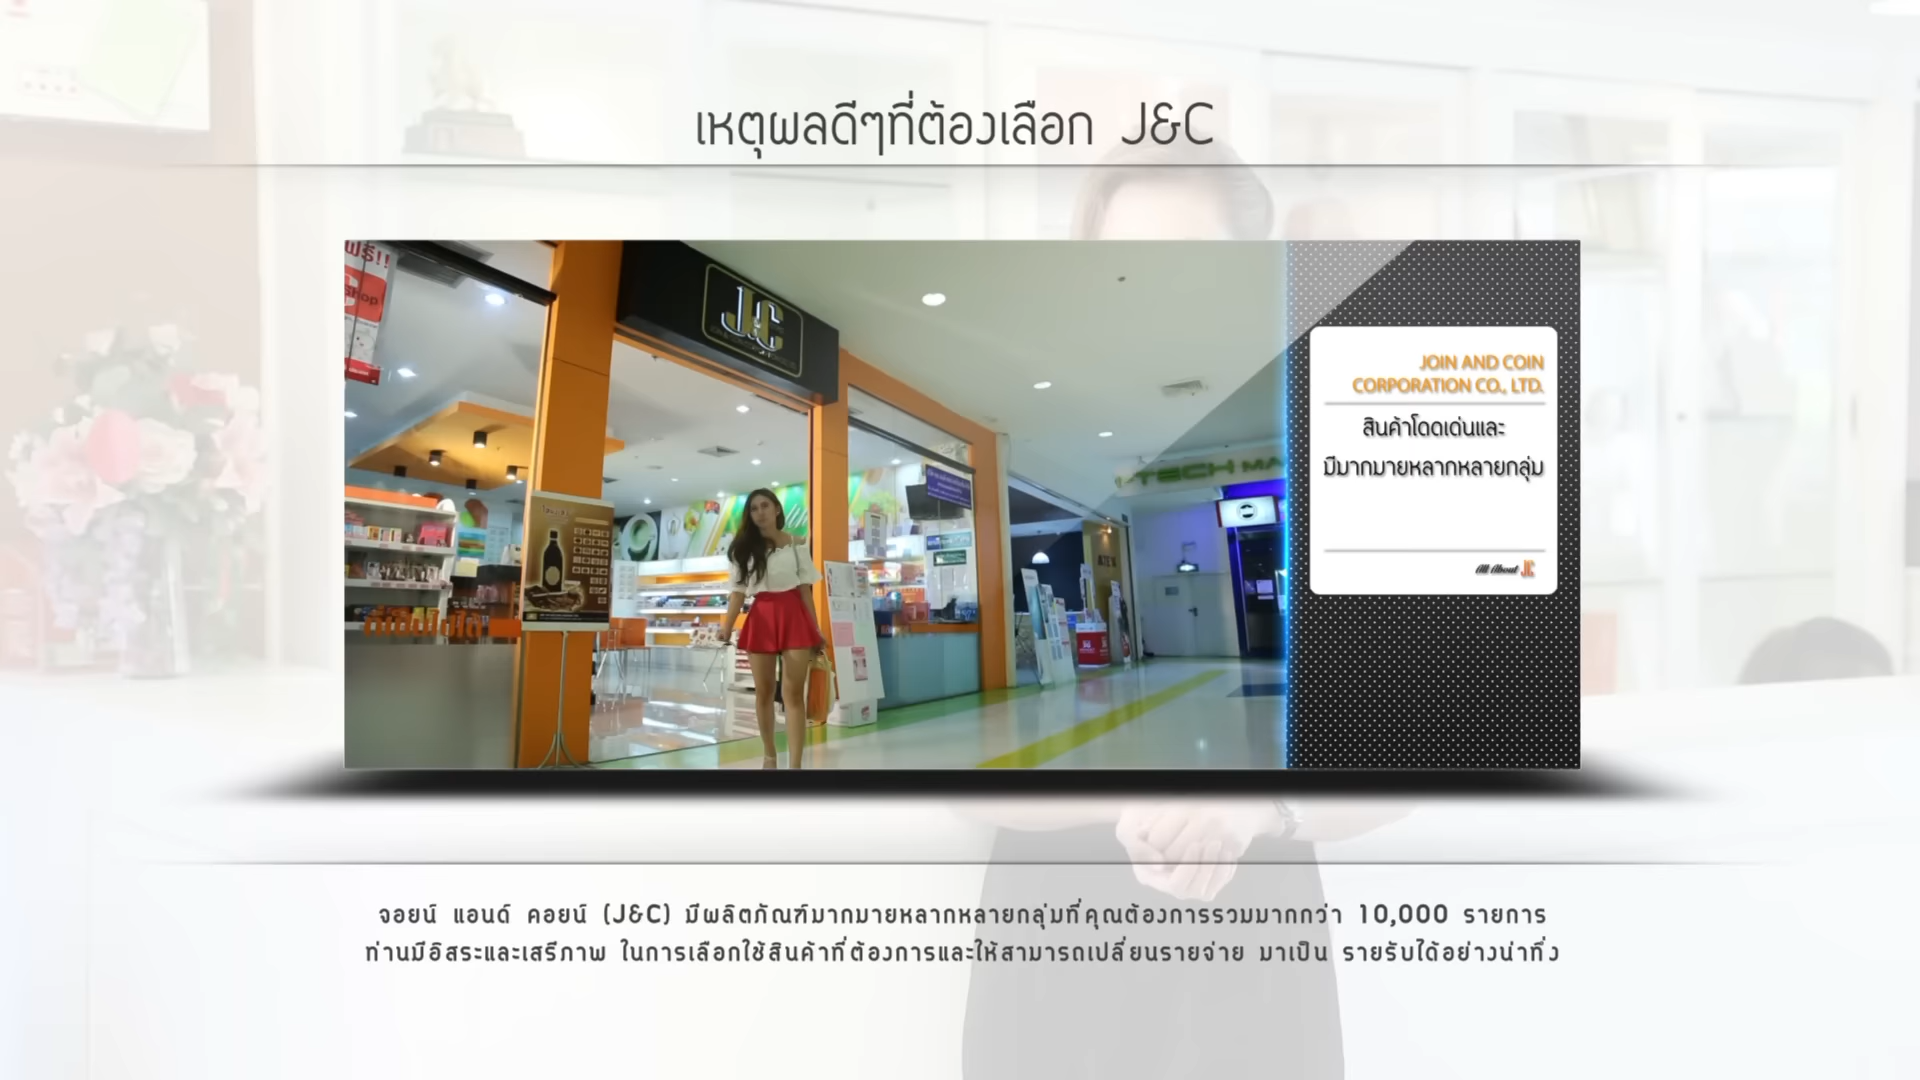 เหตุผลดีๆที่ต้องเลือก J&C
ฟรี!!
Shop
J&C
-TECH MA
JOIN AND COIN
CORPORATION CO., LTD.
สินค้าโดดเด่นและ
มีมากมายหลากหลายกลุ่ม
All About JC
จอยน์ แอนด์ คอยน์ (J&C) มีผลิตภัณฑ์มากมายหลากหลายกลุ่มที่คุณต้องการรวมมากกว่า 10,000 รายการ
ท่านมีอิสระและเสรีภาพ ในการเลือกใช้สินค้าที่ต้องการและให้สามารถเปลี่ยนรายจ่าย มาเป็น รายรับได้อย่างน่าทึ่ง